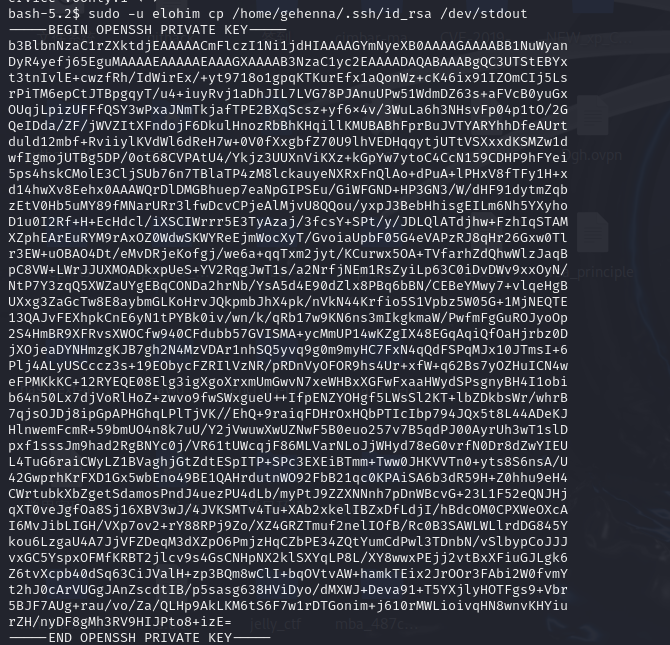 bash-5.2$ sudo -u elohim cp /home/gehenna/.ssh/id_rsa /dev/stdout
-----BEGIN OPENSSH PRIVATE KEY-----
b3BlbnNzaC1rZXktdjEAAAAACmFlczI1Ni1jdHIAAAAGYmNyeXB0AAAAGAAAABB1NuWyan
DyR4yefj65EguMAAAAEAAAAAEAAAGXAAAAB3NzaC1yc2EAAAADAQABAAABgQC3UTStEBYx
t3tnIvlE+cwzfRh/IdWirEx/+yt9718o1gpqKTKurEfx1aQonWz+cK46ix91IZOmCIj5Ls
rPiTM6epCtJTBpgqyT/u4+iuyRvj1aDhJIL7LVG78PJAnuUPw51WdmDZ63s+aFVcB0yuGx
OUqjLpizUFFfQSY3wPxaJNmTkjafTPE2BXqScsz+yf6×4v/3WuLa6h3NHsvFp04p1tO/2G
QeIDda/ZF/jWVZItXFndojF6DkulHnozRbBhKHqillKMUBABhFprBuJVTYARYhhDfeAUrt
duld12mbf+RviiylKVdWl6dReH7w+0V0fXxgbfZ70U9lhVEDHqqytjUTtVSXxxdKSMZw1d
wfIgmojUTBg5DP/0ot68CVPAtU4/Ykjz3UUXnViKXz+kGpYw7ytoC4CcN159CDHP9hFYei
5ps4hskCMolE3CljSUb76n7TBlaTP4zM8lckauyeNXRxFnQlAo+dPuA+lPHxV8fTFy1H+x
d14hwXv8Eehx0AAAWQrDlDMGBhuep7eaNpGIPSEu/GiWFGND+HP3GN3/W/dHF91dytmZqb
zEtV0Hb5uMY89fMNarURr3lfwDcvCPjeAlMjvU8QQou/yxpJ3BebHhisgEILm6Nh5YXyho
D1u0I2Rf+H+EcHdcl/iXSCIWrrr5E3TyAzaj/3fcsY+SPt/y/JDLQlATdjhw+FzhIqSTAM
XZphEArEuRYM9rAxOZ0WdwSKWYReEjmWocXyT/GvoiaUpbF05G4eVAPzRJ8qHr26Gxw0Tl
r3EW+uOBAO4Dt/eMvDRjeKofgj/we6a+qqTxm2jyt/KCurwx5OA+TVfarhZdQhwWlzJaqB
pC8VW+LWrJJUXMOADkxpUeS+YV2RqgJwT1s/a2NrfjNEm1RsZyiLp63C0iDvDWv9xxOyN/
NtP7Y3zqQ5XWZaUYgEBqCONDa2hrNb/YsA5d4E90dZlx8PBq6bBN/CEBeYMwy7+vlqeHgB
UXxg3ZaGcTw8E8aybmGLKoHrvJQkpmbJhX4pk/nVkN44Krfio5S1Vpbz5W05G+1MjNEQTE
13QAJvFEXhpkCnE6yN1tPYBk0iv/wn/k/qRb17w9KN6ns3mIkgkmaW/PwfmFgGuROJyoOp
2S4HmBR9XFRvsXWOCfw940CFdubb57GVISMA+ycMmUP14wKZgIX48EGqAqiQfOaHjrbz0D
jXOjeaDYNHmzgKJB7gh2N4MzVDAr1nhSQ5yvq9g0m9myHC7FxN4qQdFSPqMJx10JTmsI+6
Plj4ALyUSCccz3s+19EObycFZRIlVzNR/pRDnVyOFOR9hs4Ur+xfW+q62Bs7yOZHuICN4w
eFPMKkKC+12RYEQE08Elg3igXgoXrxmUmGwvN7xeWHBxXGFwFxaaHWydSPsgnyBH4I1obi
b64n50Lx7djVoRlHoZ+zwvo9fwSWxgueU++IfpENZYOHgf5LWsSl2KT+lbZDkbsWr/whrB
7qjsOJDj8ipGpAPHGhqLPlTjVK//EhQ+9raiqFDHrOxHQbPTIcIbp794JQx5t8L44ADeKJ
HlnwemFcmR+59bmUO4n8k7uU/Y2jVwuwXwUZNwF5B0euo257v7B5qdPJ00AyrUh3wT1slD
pxf1sssJm9had2RgBNYc0j/VR61tUWcqjF86MLVarNLoJjWHyd78eG0vrfN0Dr8dZwYIEU
L4TuG6raiCWyLZ1BVaghjGtZdtESpITP+SPc3EXEiBTmm+Tww0JHKVVTn0+yts8S6nsA/U
42GwprhKrFXD1Gx5wbEno49BE1QAHrdutnWO92FbB21qc0KPAiSA6b3dR59H+Z0hhu9eH4
CWrtubkXbZgetSdamosPndJ4uezPU4dLb/myPtJ9ZZXNNnh7pDnWBcvG+23L1F52eQNJHj
qXT0veJgfOa8Sj16XBV3wJ/4JVKSMTv4Tu+XAb2xkelIBZxDfLdjI/hBdcOM0CPXWeOXcA
I6MvJibLIGH/VXp7ov2+rY88RPj9Zo/XZ4GRZTmuf2nelIOfB/Rc0B3SAWLWLlrdDG845Y
kou6LzgaU4A7JjVFZDeqM3dXZpO6PmjzHqCZbPE34ZQtYumCdPwl3TDnbN/vSlbypCoJJJ
vxGC5YspxOFMfKRBT2jlcv9s4GsCNHpNX2klSXYqLP8L/XY8wwxPEjj2vtBxXFiuGJLgk6
Z6tvXcpb40dSq63CiJValH+zp3BQm8wClI+bqOVtvAW+hamkTEix2JrOOr3FAbi2W0fvmY
t2hJ0cArVUGgJAnZscdtIB/p5sasg638HViDyo/dMXWJ+Deva91+T5YXjlyHOTFgs9+Vbr
5BJF7AUg+rau/vo/Za/QLHp9AkLKM6tS6F7w1rDTGonim+j610rMWLioivqHN8wnvKHYiu
rZH/nyDF8gMh3RV9HIJPto8+izE=
-----END OPENSSH PRIVATE KEY-----